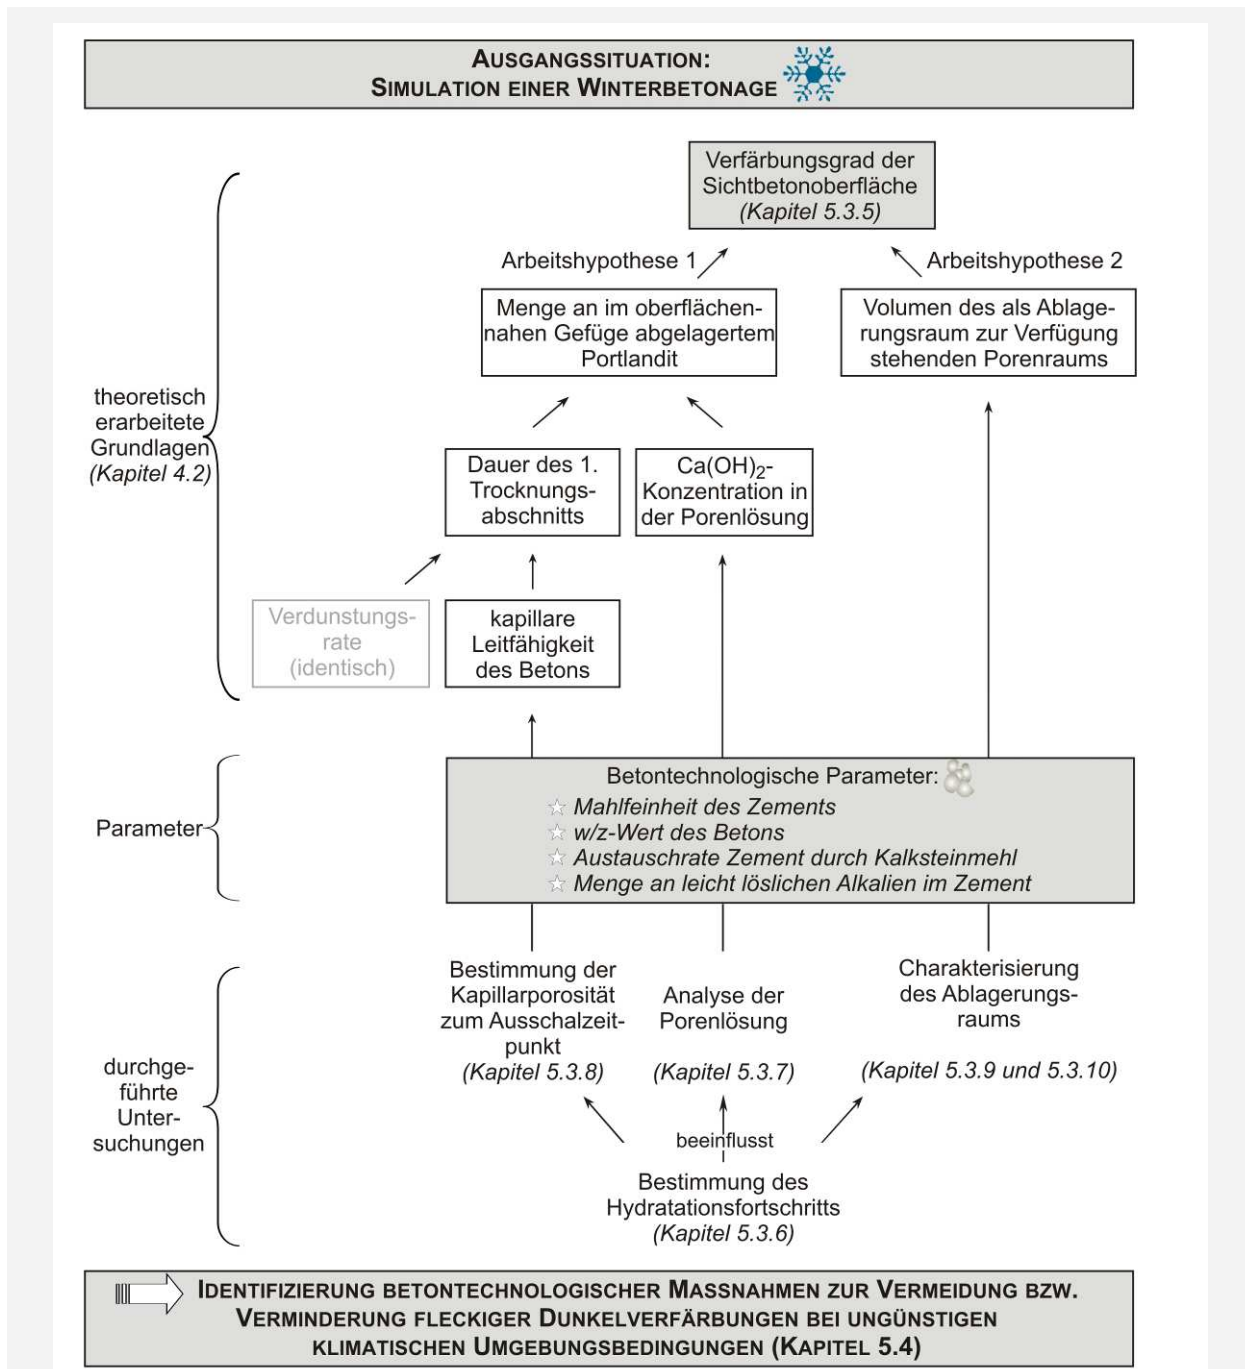 AUSGANGSSITUATION:
SIMULATION EINER WINTERBETONAGE
Verfärbungsgrad der
Sichtbetonoberfläche
(Kapitel 5.3.5)
Arbeitshypothese 1
Arbeitshypothese 2
Menge an im oberflächen-
nahen Gefüge abgelagertem
Portlandit
Volumen des als Ablage-
rungsraum zur Verfügung
stehenden Porenraums
theoretisch
erarbeitete
Grundlagen
(Kapitel 4.2)
Dauer des 1.
Trocknungs-
abschnitts
Ca(OH)₂-
Konzentration in
der Porenlösung
Verdunstungs-
rate
(identisch)
kapillare
Leitfähigkeit
des Betons
Parameter
Betontechnologische Parameter:
Mahlfeinheit des Zements
w/z-Wert des Betons
Austauschrate Zement durch Kalksteinmehl
Menge an leicht löslichen Alkalien im Zement
durchge-
führte
Unter-
suchungen
Bestimmung der
Kapillarporosität
zum Ausschalzeit-
punkt
(Kapitel 5.3.8)
Analyse der
Porenlösung
(Kapitel 5.3.7)
Charakterisierung
des Ablagerungs-
raums
(Kapitel 5.3.9 und 5.3.10)
beeinflusst
Bestimmung des
Hydratationsfortschritts
(Kapitel 5.3.6)
IDENTIFIZIERUNG BETONTECHNOLOGISCHER MASSNAHMEN ZUR VERMEIDUNG BZW.
VERMINDERUNG FLECKIGER DUNKELVERFÄRBUNGEN BEI UNGÜNSTIGEN
KLIMATISCHEN UMGEBUNGSBEDINGUNGEN (KAPITEL 5.4)